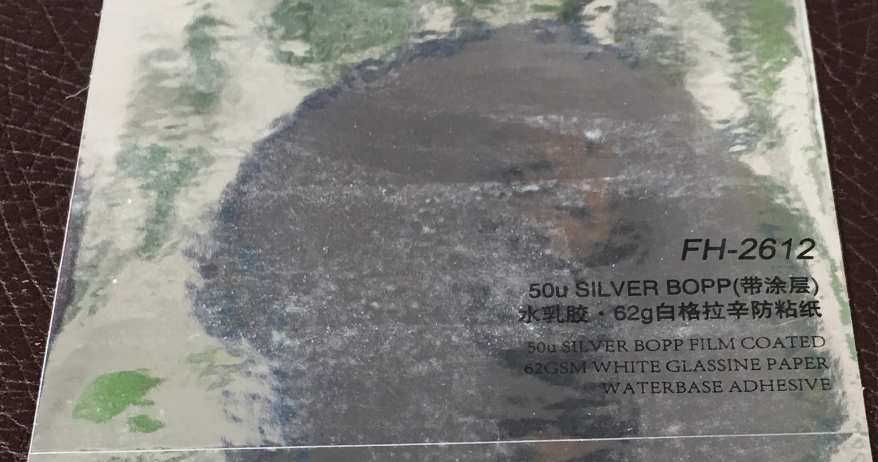 FH-2612
50u SILVER BOPP(带涂层)
水乳胶·62g白格拉辛防粘纸
50u SILVER BOPP FILM COATED
62GSM WHITE GLASSINE PAPER
WATERBASE ADHESIVE